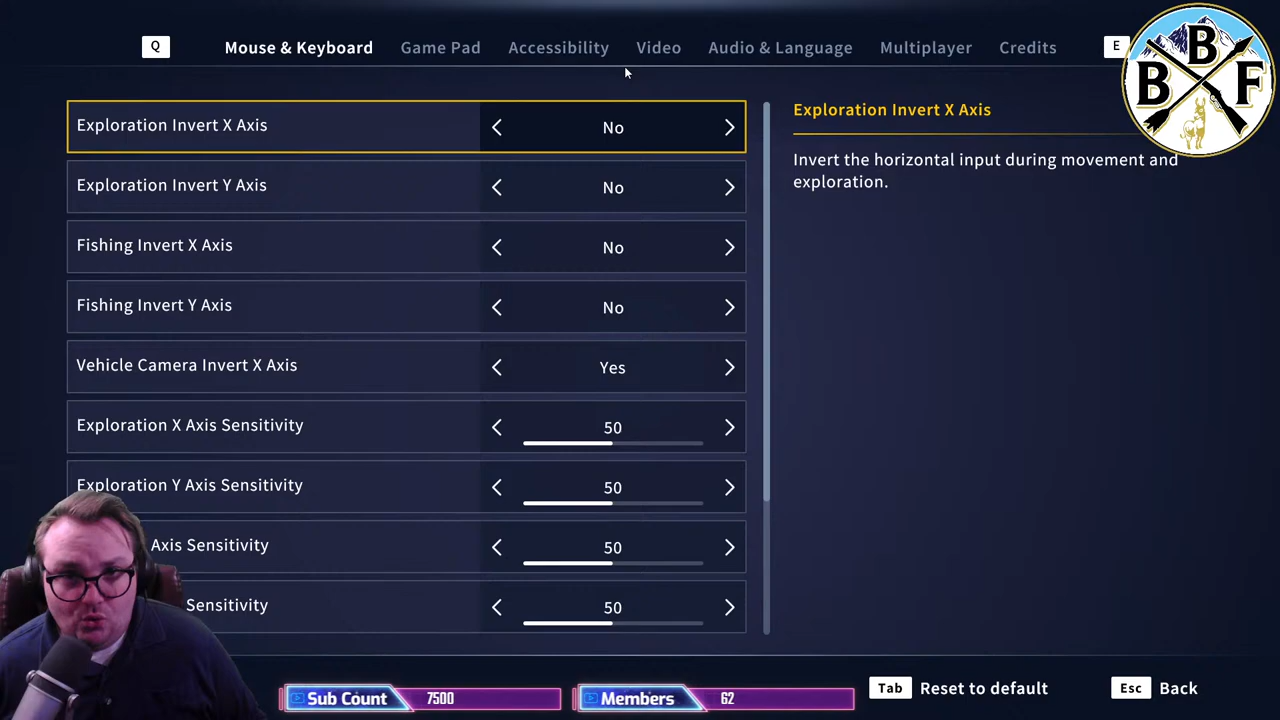 Q
Mouse & Keyboard
Game Pad
Accessibility
Video
Audio & Language
Multiplayer
Credits
E
B B F
Exploration Invert X Axis
No
Exploration Invert Y Axis
No
Fishing Invert X Axis
No
Fishing Invert Y Axis
No
Vehicle Camera Invert X Axis
Yes
Exploration X Axis Sensitivity
50
Exploration Y Axis Sensitivity
50
Axis Sensitivity
50
Sensitivity
50
Exploration Invert X Axis
Invert the horizontal input during movement and
exploration.
Sub Count 7500
Members 62
Tab Reset to default
Esc Back